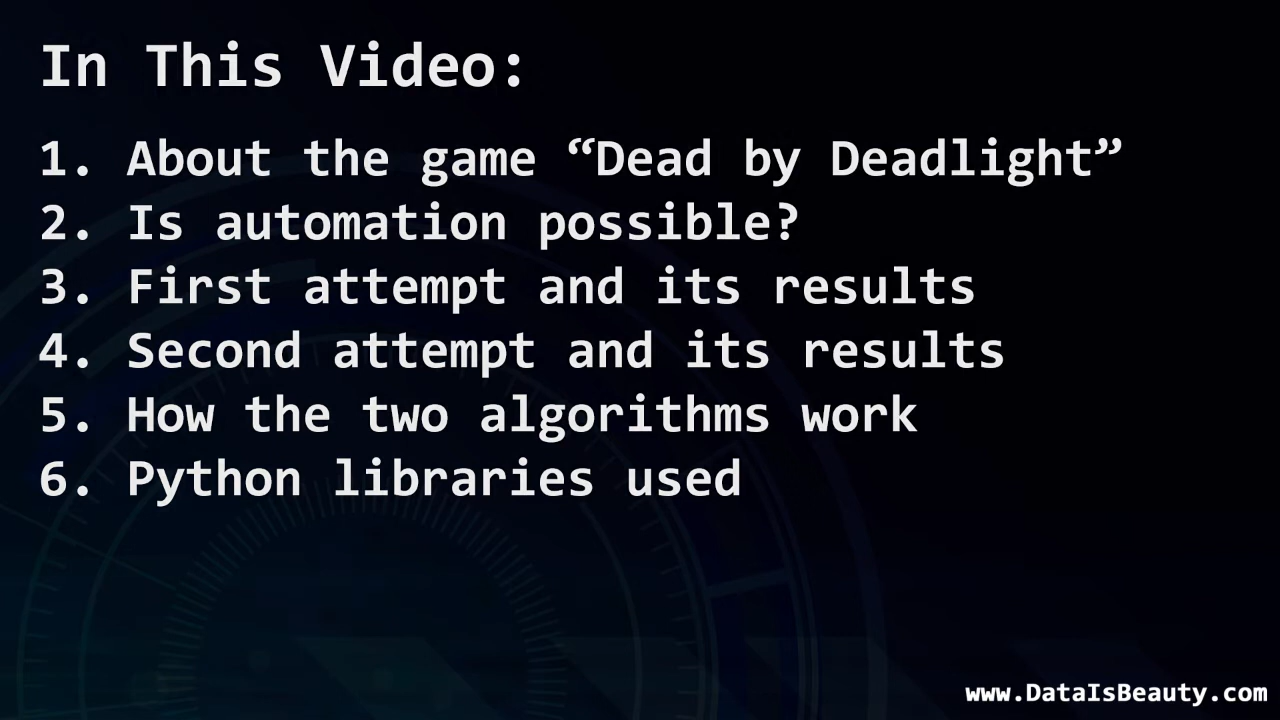 In This Video:
1. About the game “Dead by Deadlight”
2. Is automation possible?
3. First attempt and its results
4. Second attempt and its results
5. How the two algorithms work
6. Python libraries used
www.DataIsBeauty.com